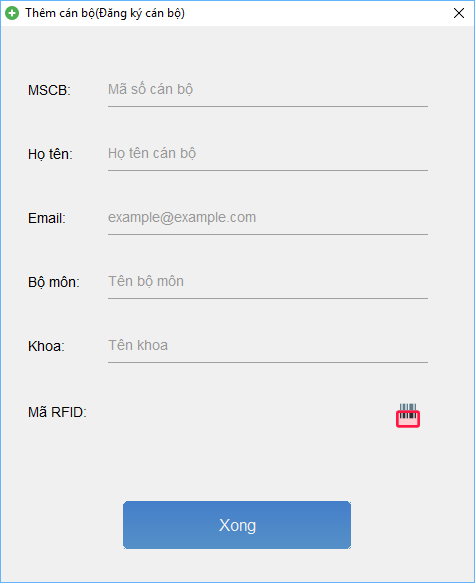 Thêm cán bộ(Đăng ký cán bộ)
MSCB: Mã số cán bộ
Họ tên: Họ tên cán bộ
Email: example@example.com
Bộ môn: Tên bộ môn
Khoa: Tên khoa
Mã RFID:
Xong